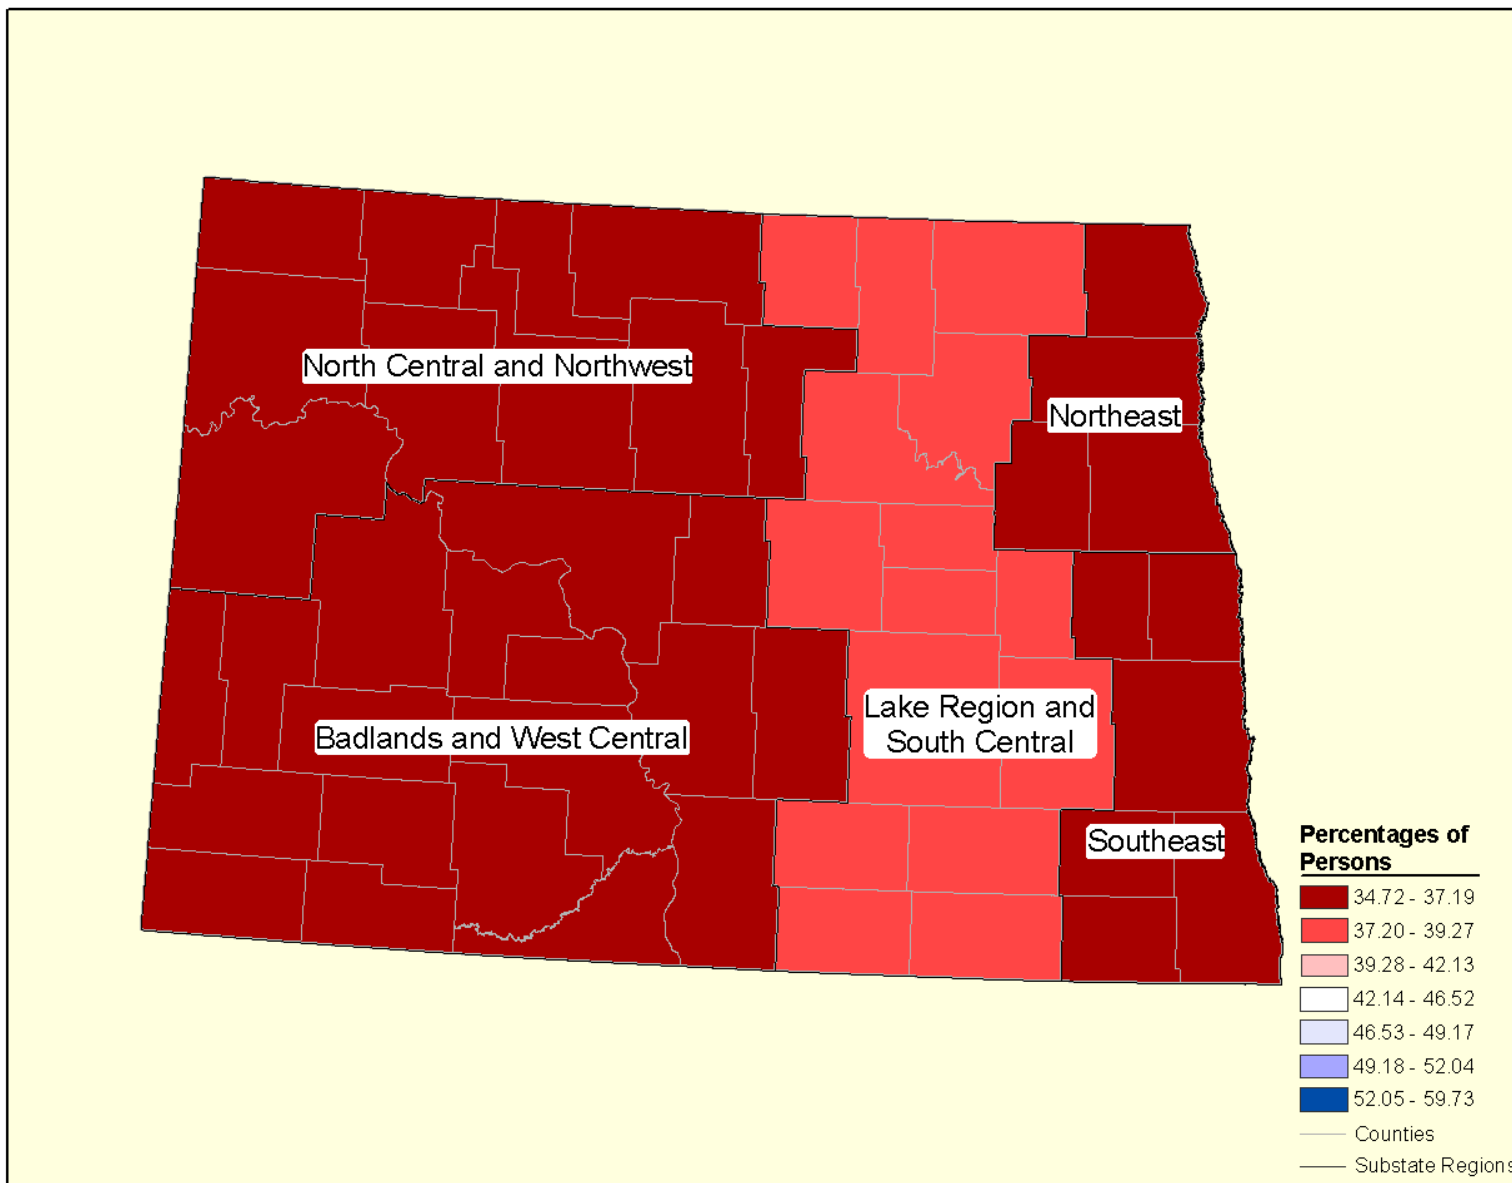 North Central and Northwest
Northeast
Lake Region and
South Central
Badlands and West Central
Southeast
Percentages of
Persons
34.72 - 37.19
37.20 - 39.27
39.28 - 42.13
42.14 - 46.52
46.53 - 49.17
49.18 - 52.04
52.05 - 59.73
Counties
Substate Regions